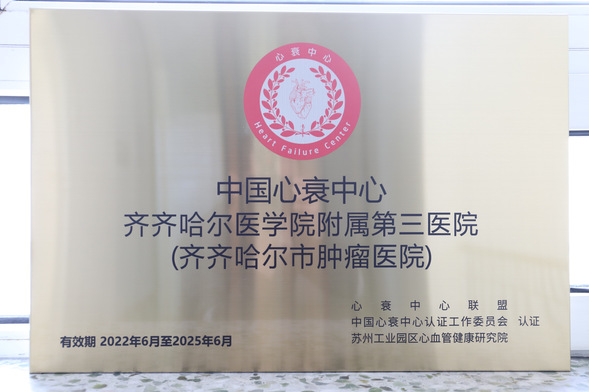 心衰中心
Heart Failure Center
中国心衰中心
齐齐哈尔医学院附属第三医院
(齐齐哈尔市肿瘤医院)
心衰中心联盟
中国心衰中心认证工作委员会 认证
苏州工业园区心血管健康研究院
有效期 2022年6月至2025年6月